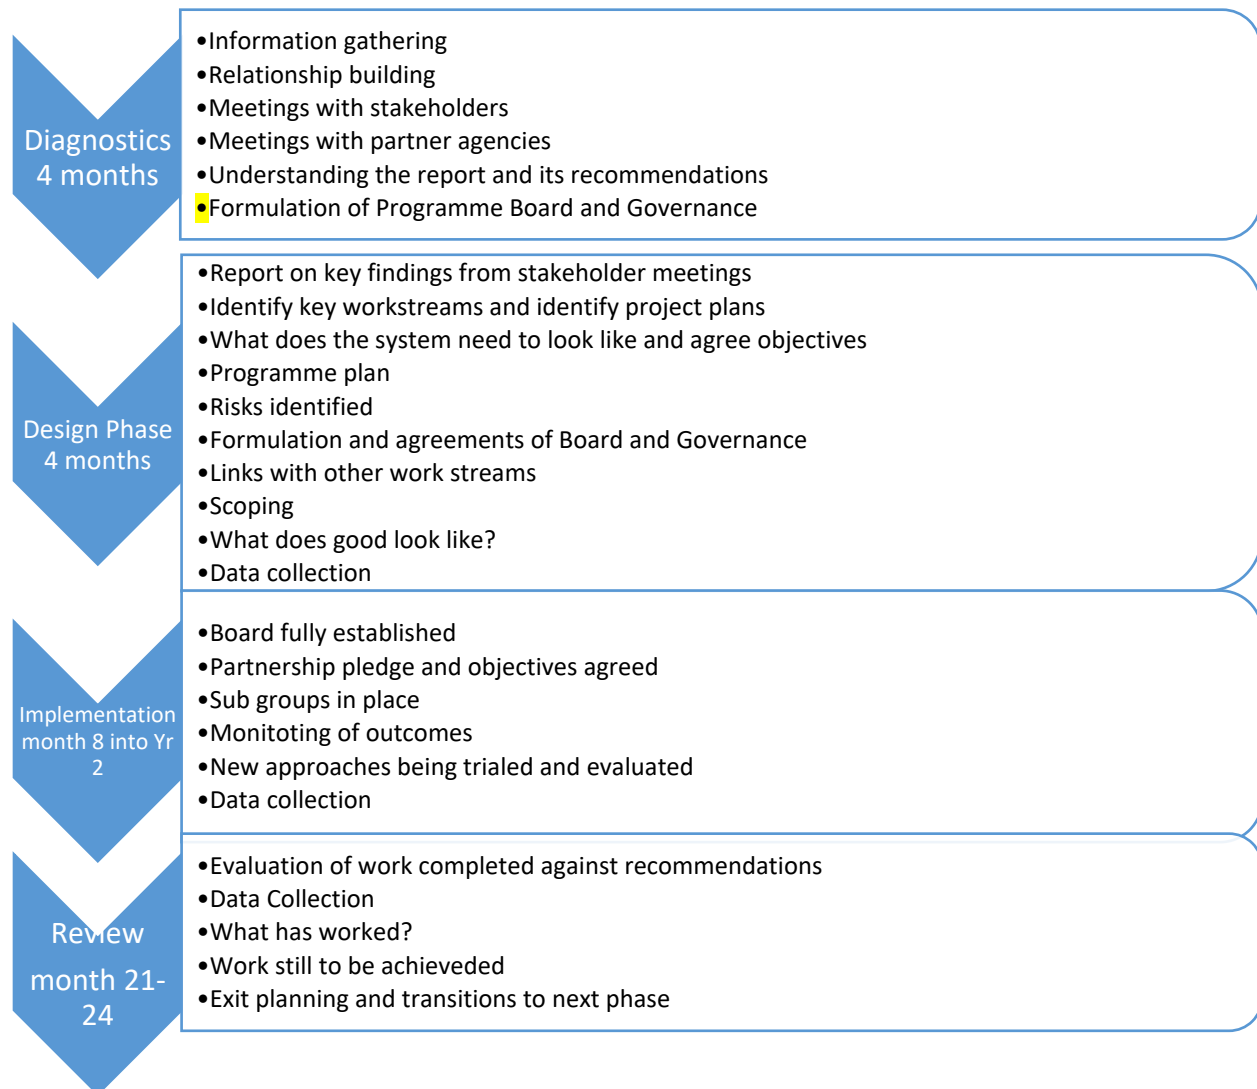 Diagnostics
4 months
•Information gathering
•Relationship building
•Meetings with stakeholders
•Meetings with partner agencies
•Understanding the report and its recommendations
•Formulation of Programme Board and Governance
Design Phase
4 months
•Report on key findings from stakeholder meetings
•Identify key workstreams and identify project plans
•What does the system need to look like and agree objectives
•Programme plan
•Risks identified
•Formulation and agreements of Board and Governance
•Links with other work streams
•Scoping
•What does good look like?
•Data collection
Implementation
month 8 into Yr
2
•Board fully established
•Partnership pledge and objectives agreed
•Sub groups in place
•Monitoting of outcomes
•New approaches being trialed and evaluated
•Data collection
Review
month 21-
24
•Evaluation of work completed against recommendations
•Data Collection
•What has worked?
•Work still to be achieveded
•Exit planning and transitions to next phase